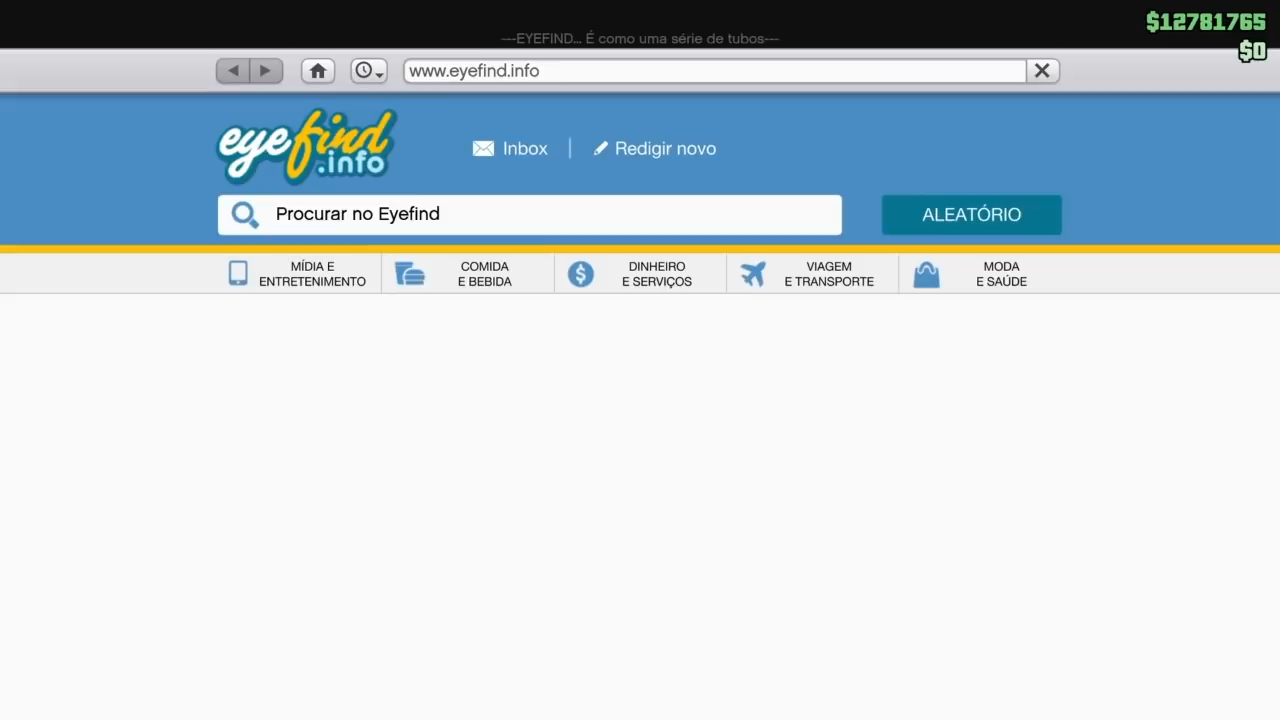 $12781765
---EYEFIND... É como uma série de tubos---
$0
www.eyefind.info
eyefind
.info
Inbox
Redigir novo
Procurar no Eyefind
ALEATÓRIO
MÍDIA E
ENTRETENIMENTO
COMIDA
E BEBIDA
DINHEIRO
E SERVIÇOS
VIAGEM
E TRANSPORTE
MODA
E SAÚDE